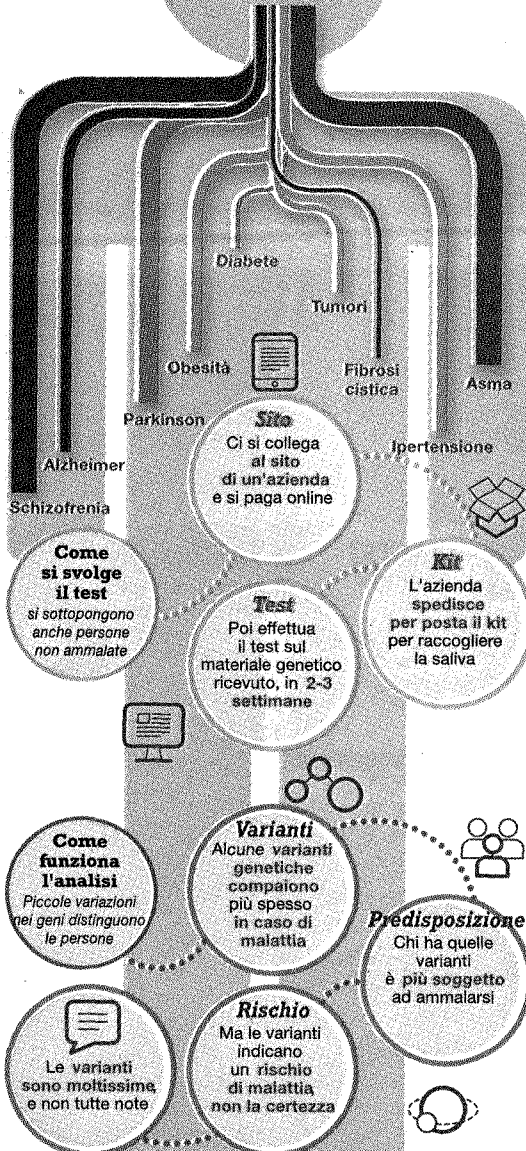 Diabete
Tumori
Obesità
Fibrosi
cistica
Asma
Parkinson
Ipertensione
Alzheimer
Schizofrenia
Sito
Ci si collega
al sito
di un'azienda
e si paga online
Come
si svolge
il test
si sottopongono
anche persone
non ammalate
Kit
L'azienda
spedisce
per posta il kit
per raccogliere
la saliva
Test
Poi effettua
il test sul
materiale genetico
ricevuto, in 2-3
settimane
Come
funziona
l'analisi
Piccole variazioni
nei geni distinguono
le persone
Varianti
Alcune varianti
genetiche
compaiono
più spesso
in caso di
malattia
Predisposizione
Chi ha quelle
varianti
è più soggetto
ad ammalarsi
Rischio
Ma le varianti
indicano
un rischio
di malattia,
non la certezza
Le varianti
sono moltissime,
e non tutte note